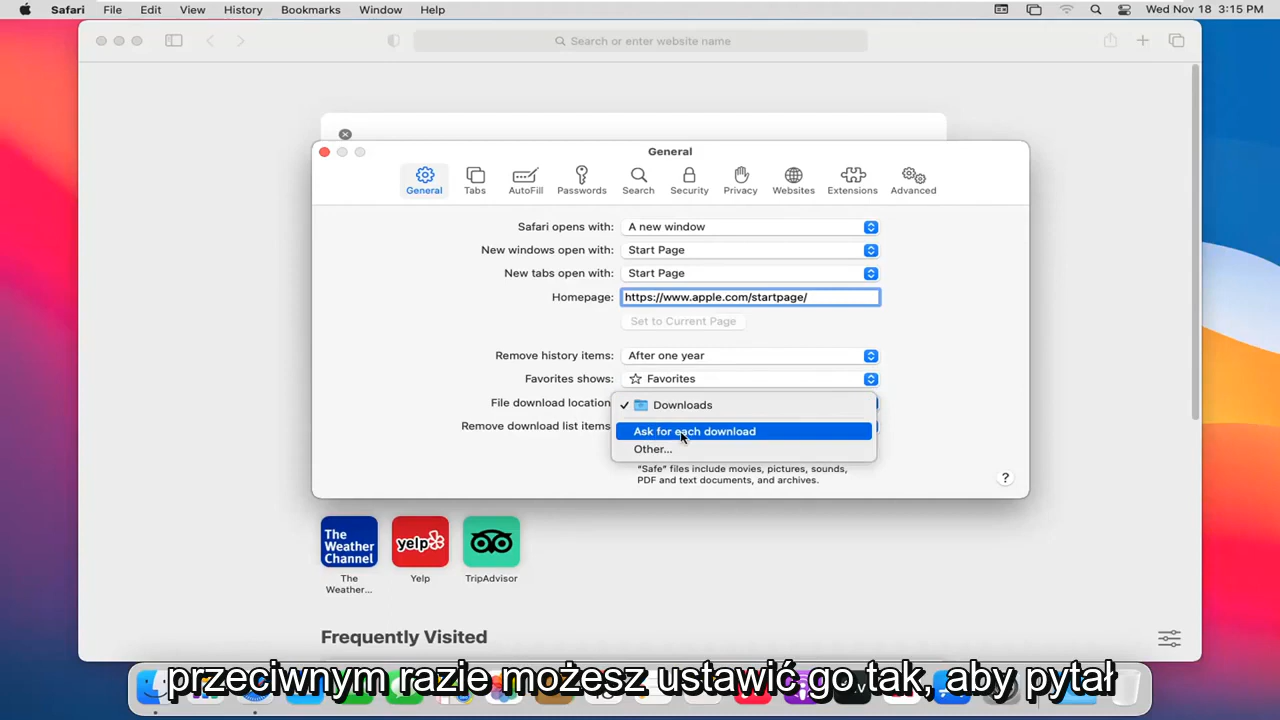 Safari File Edit View History Bookmarks Window Help Wed Nov 18 3:15 PM
Search or enter website name
General
General Tabs AutoFill Passwords Search Security Privacy Websites Extensions Advanced
Safari opens with: A new window
New windows open with: Start Page
New tabs open with: Start Page
Homepage: https://www.apple.com/startpage/
Set to Current Page
Remove history items: After one year
Favorites shows: Favorites
File download location
✓ Downloads
Remove download list items
Ask for each download
Other...
"Safe" files include movies, pictures, sounds,
PDF and text documents, and archives.
?
The
Weather
Channel
yelp
The
Weather...
Yelp
TripAdvisor
Frequently Visited
przeciwnym razie możesz ustawić go tak, aby pytał